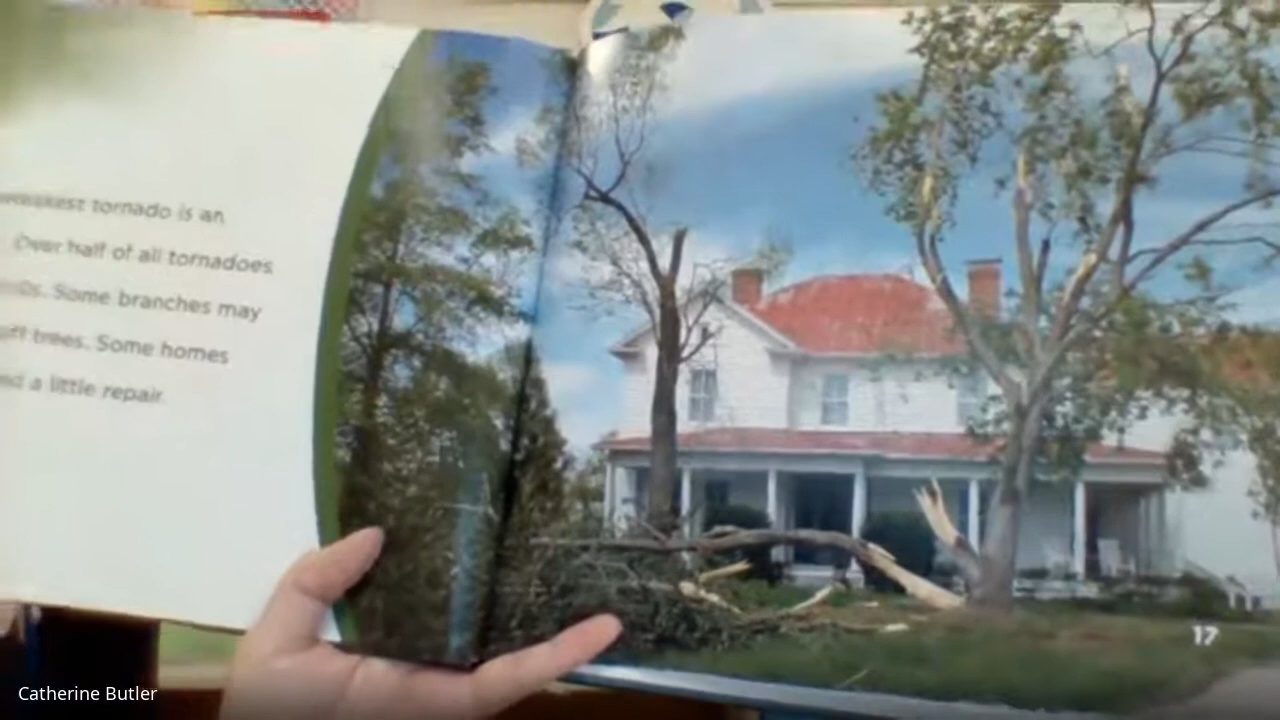 tornado is an
Over half of all tornadoes
Some branches may
trees. Some homes
a little repair.
17
Catherine Butler